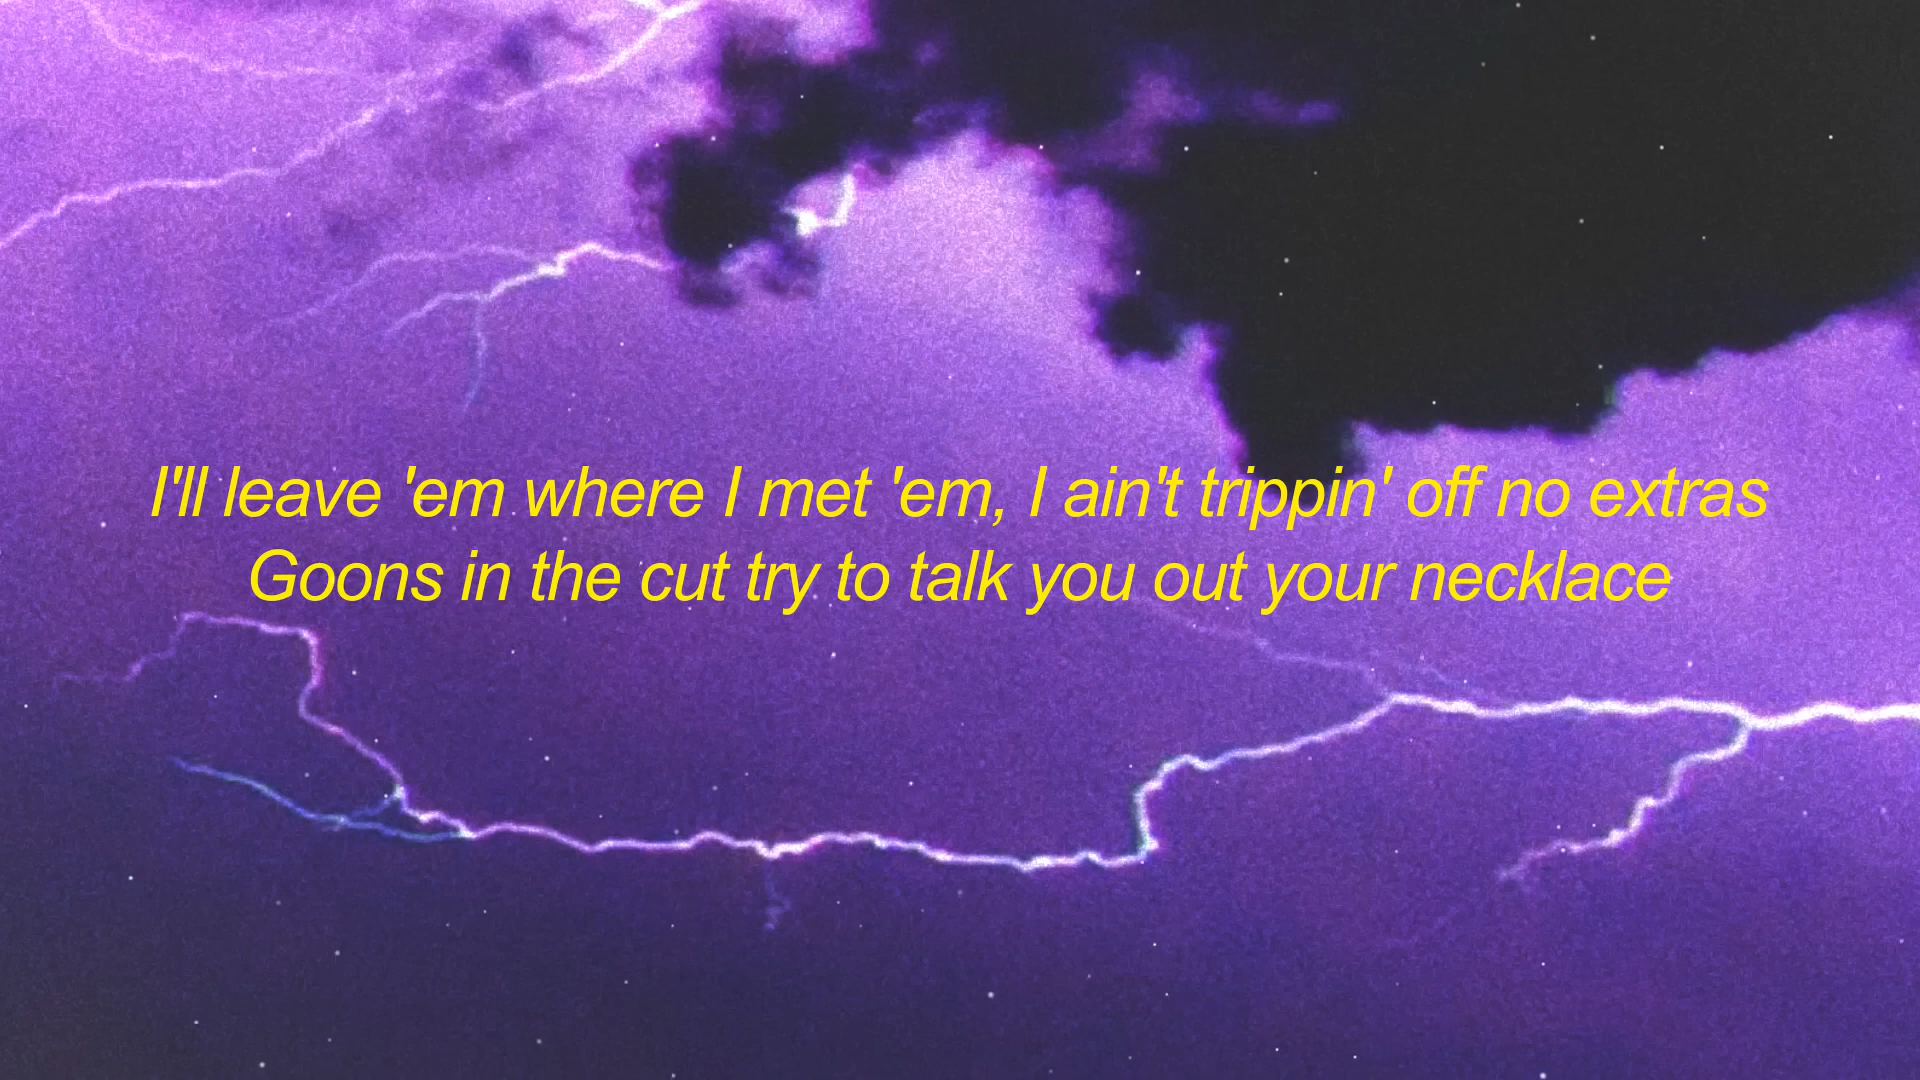 I'll leave 'em where I met 'em, I ain't trippin' off no extras
Goons in the cut try to talk you out your necklace